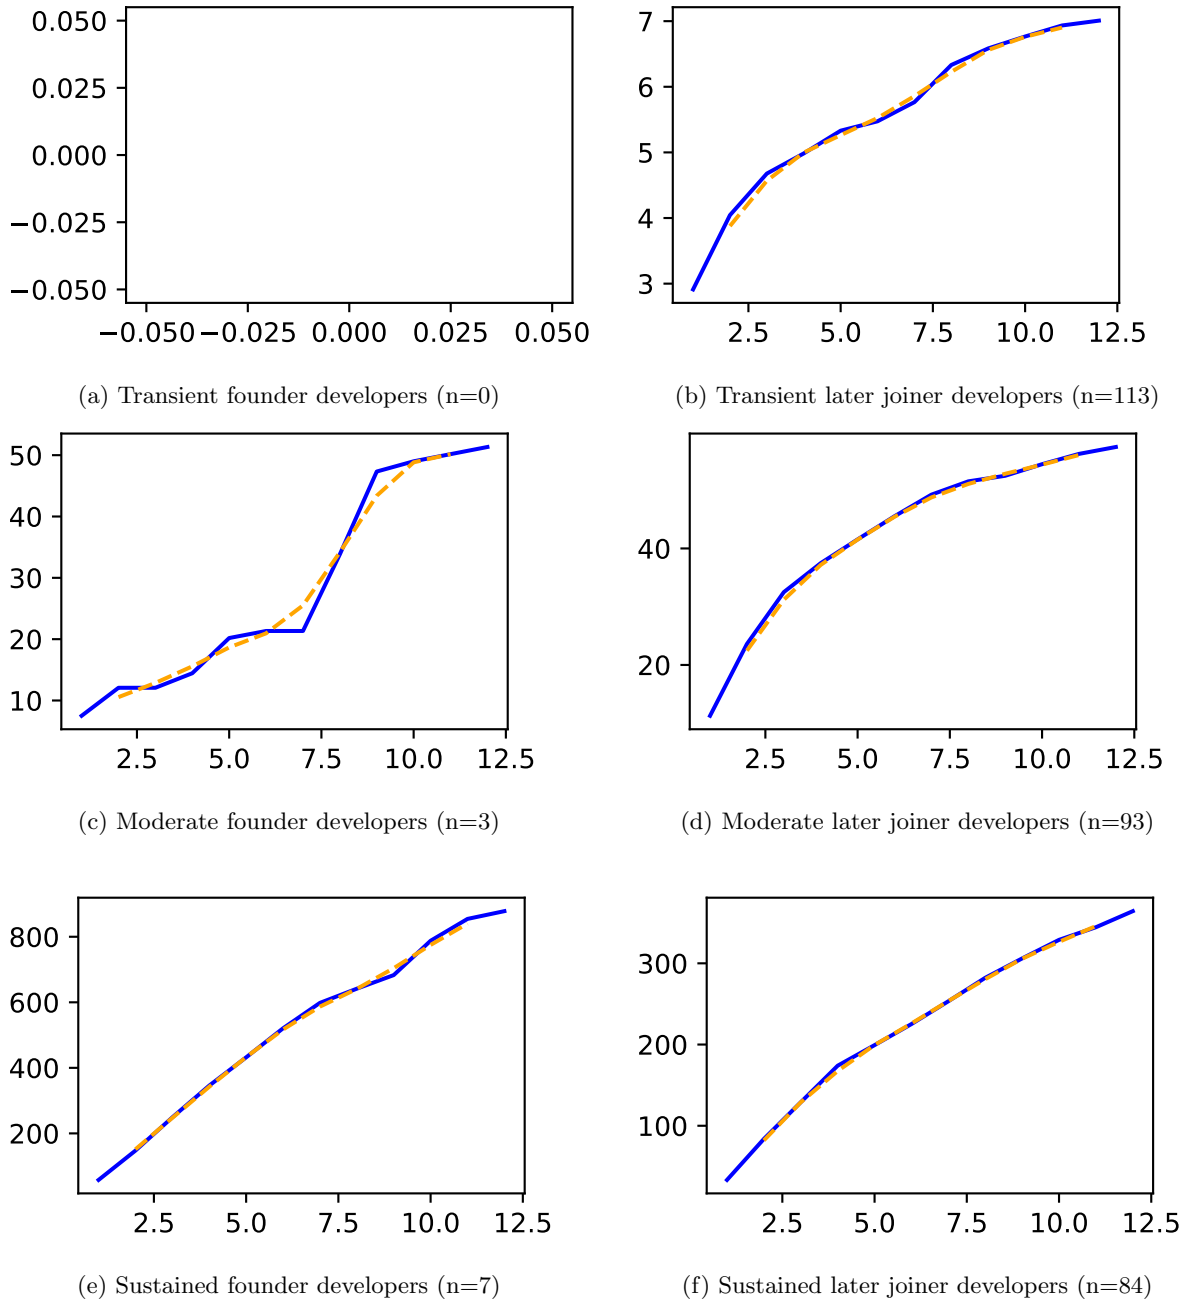 0.050
0.025
0.000
−0.025
−0.050
−0.050 −0.025 0.000 0.025 0.050
(a) Transient founder developers (n=0)
7
6
5
4
3
2.5 5.0 7.5 10.0 12.5
(b) Transient later joiner developers (n=113)
50
40
30
20
10
2.5 5.0 7.5 10.0 12.5
(c) Moderate founder developers (n=3)
40
20
2.5 5.0 7.5 10.0 12.5
(d) Moderate later joiner developers (n=93)
800
600
400
200
2.5 5.0 7.5 10.0 12.5
(e) Sustained founder developers (n=7)
300
200
100
2.5 5.0 7.5 10.0 12.5
(f) Sustained later joiner developers (n=84)